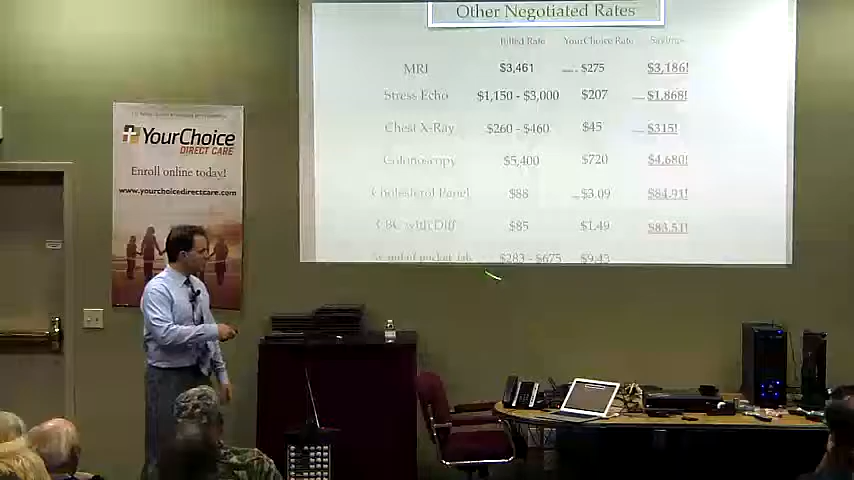 Other Negotiated Rates
Billed Rate YourChoice Rate Savings
MRI $3,461 $275 $3,186!
Stress Echo $1,150 - $3,000 $207 $1,868!
Chest X-Ray $260 - $460 $45 $315!
Colonoscopy $5,400 $720 $4,680!
Cholesterol Panel $88 $3.09 $84.91!
CBC with Diff $85 $1.49 $83.51!
$283 - $675 $9.43
YourChoice
DIRECT CARE
Enroll online today!
www.yourchoicedirectcare.com